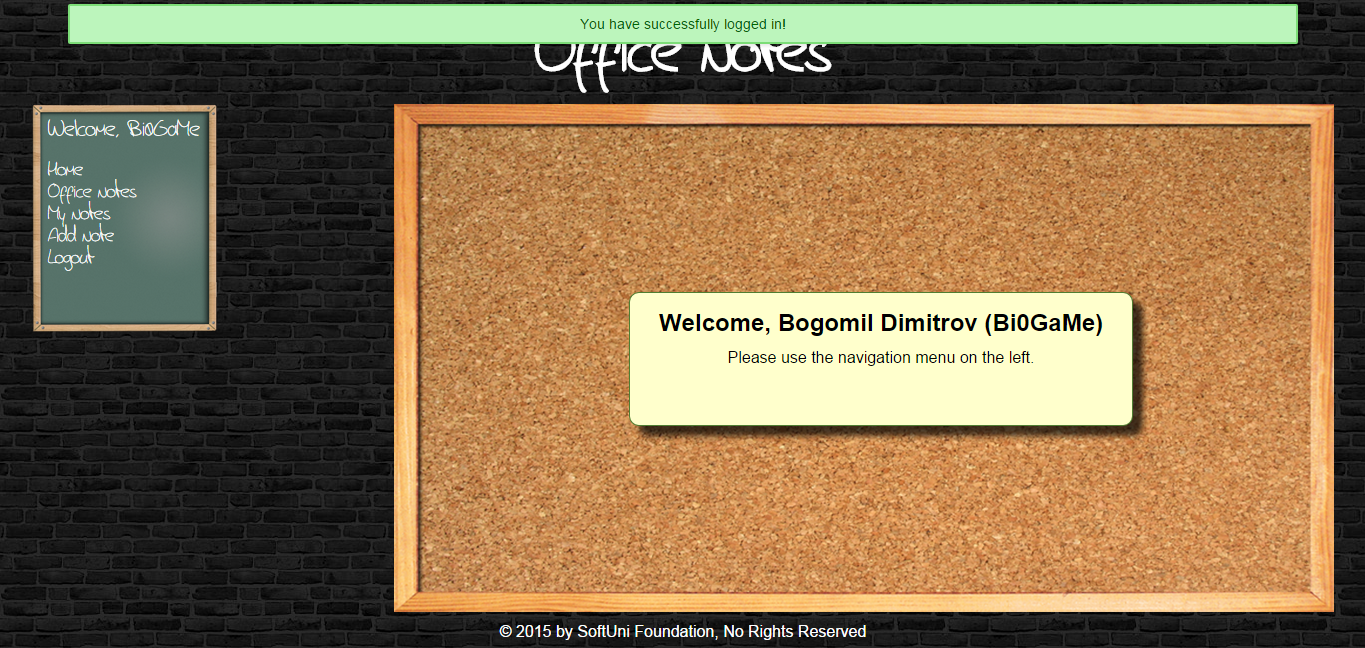 You have successfully logged in!
Office Notes
Welcome, Bi0GaMe
Home
Office Notes
My Notes
Add Note
Logout
Welcome, Bogomil Dimitrov (Bi0GaMe)
Please use the navigation menu on the left.
© 2015 by SoftUni Foundation, No Rights Reserved